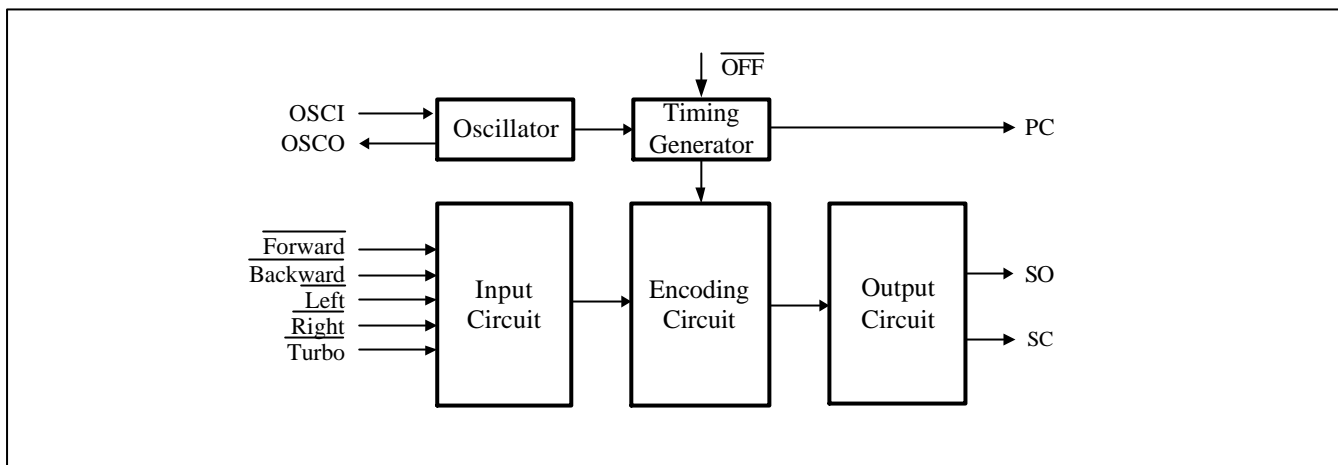 OFF
OSCI
OSCO
Oscillator
Timing
Generator
PC
Forward
Backward
Left
Right
Turbo
Input
Circuit
Encoding
Circuit
Output
Circuit
SO
SC